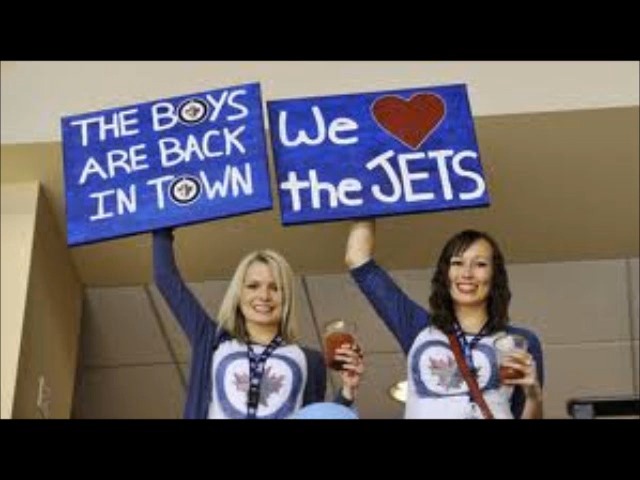 THE BOYS
ARE BACK
IN TOWN
We
the JETS